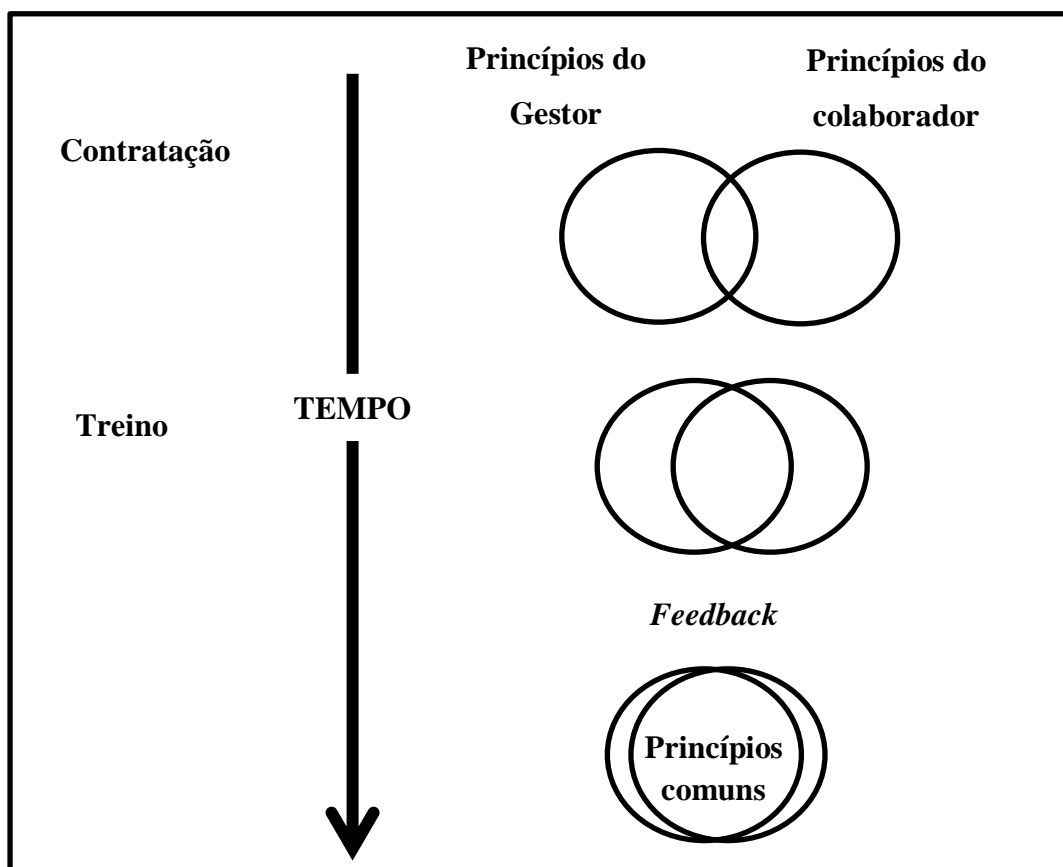 Princípios do
Gestor
Princípios do
colaborador
Contratação
TEMPO
Treino
Feedback
Princípios
comuns